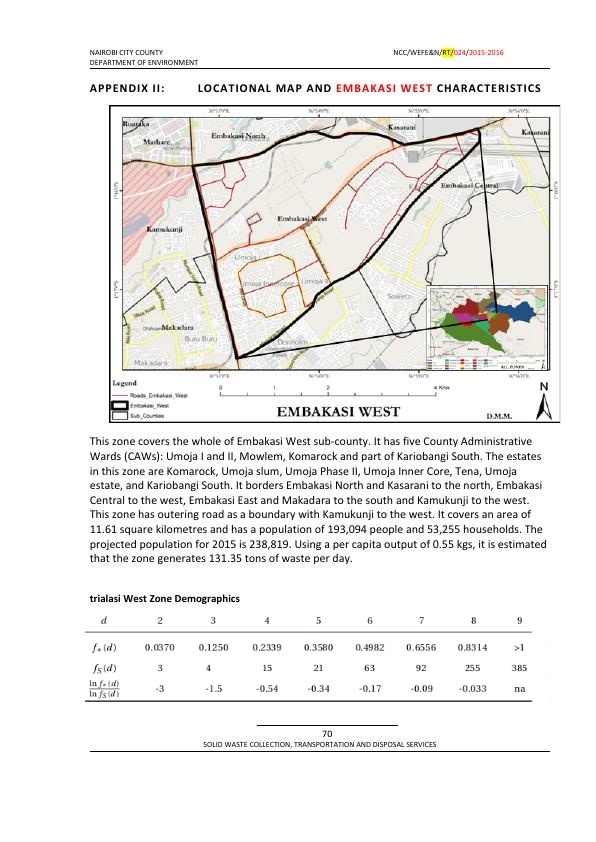 NAIROBI CITY COUNTY
NCC/WEFE&N/RT/024/2015-2016
DEPARTMENT OF ENVIRONMENT
APPENDIX II: LOCATIONAL MAP AND EMBAKASI WEST CHARACTERISTICS
Roaraka
Embakasi North
Kasarani
Kasarani
Mathare
Embakasi Central
Embakasi West
Kamukunji
Umoja
Umoja Innercore
Umoja II
Soweto
Makadara
Buru Buru
Donholm
Makadara
ALL ZONES
Legend
Roads_Embakasi_West
Embakasi_West
Sub_Counties
0 1 2 4 Kms
N
EMBAKASI WEST
D.M.M.
This zone covers the whole of Embakasi West sub-county. It has five County Administrative
Wards (CAWs): Umoja I and II, Mowlem, Komarock and part of Kariobangi South. The estates
in this zone are Komarock, Umoja slum, Umoja Phase II, Umoja Inner Core, Tena, Umoja
estate, and Kariobangi South. It borders Embakasi North and Kasarani to the north, Embakasi
Central to the west, Embakasi East and Makadara to the south and Kamukunji to the west.
This zone has outering road as a boundary with Kamukunji to the west. It covers an area of
11.61 square kilometres and has a population of 193,094 people and 53,255 households. The
projected population for 2015 is 238,819. Using a per capita output of 0.55 kgs, it is estimated
that the zone generates 131.35 tons of waste per day.
trialasi West Zone Demographics
d 2 3 4 5 6 7 8 9
f*(d) 0.0370 0.1250 0.2339 0.3580 0.4982 0.6556 0.8314 >1
fS(d) 3 4 15 21 63 92 255 385
ln f*(d) / ln fS(d) -3 -1.5 -0.54 -0.34 -0.17 -0.09 -0.033 na
70
SOLID WASTE COLLECTION, TRANSPORTATION AND DISPOSAL SERVICES